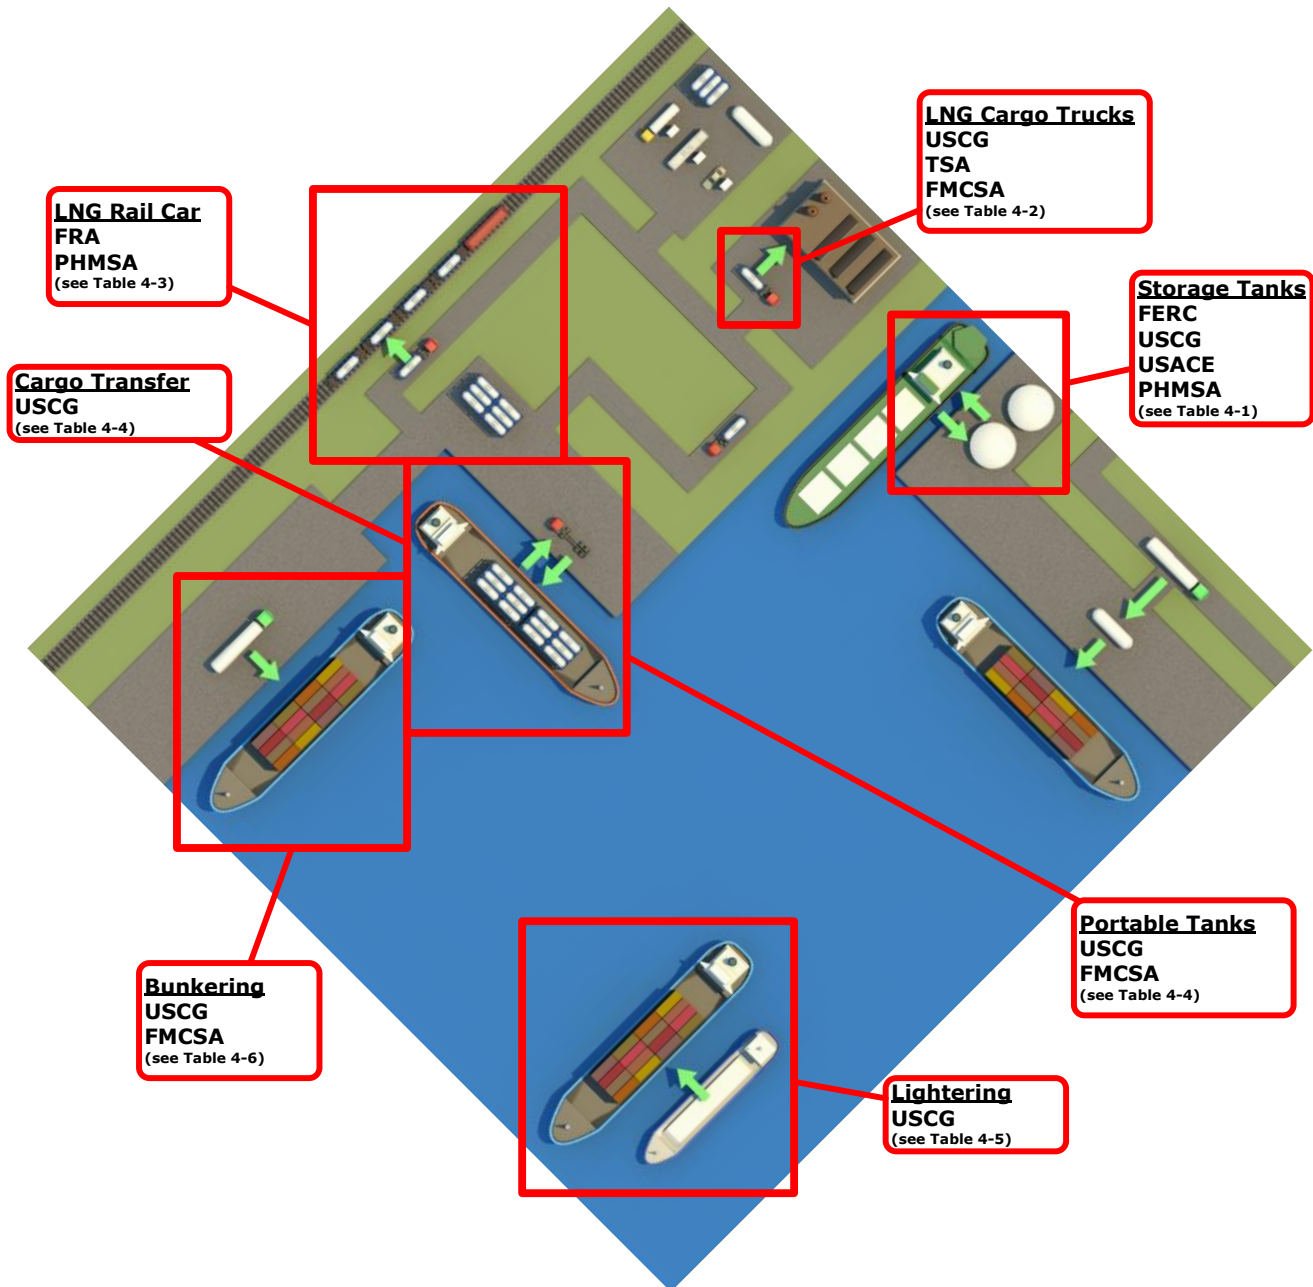 LNG Cargo Trucks
USCG
TSA
FMCSA
(see Table 4-2)
LNG Rail Car
FRA
PHMSA
(see Table 4-3)
Storage Tanks
FERC
USCG
USACE
PHMSA
(see Table 4-1)
Cargo Transfer
USCG
(see Table 4-4)
Portable Tanks
USCG
FMCSA
(see Table 4-4)
Bunkering
USCG
FMCSA
(see Table 4-6)
Lightering
USCG
(see Table 4-5)